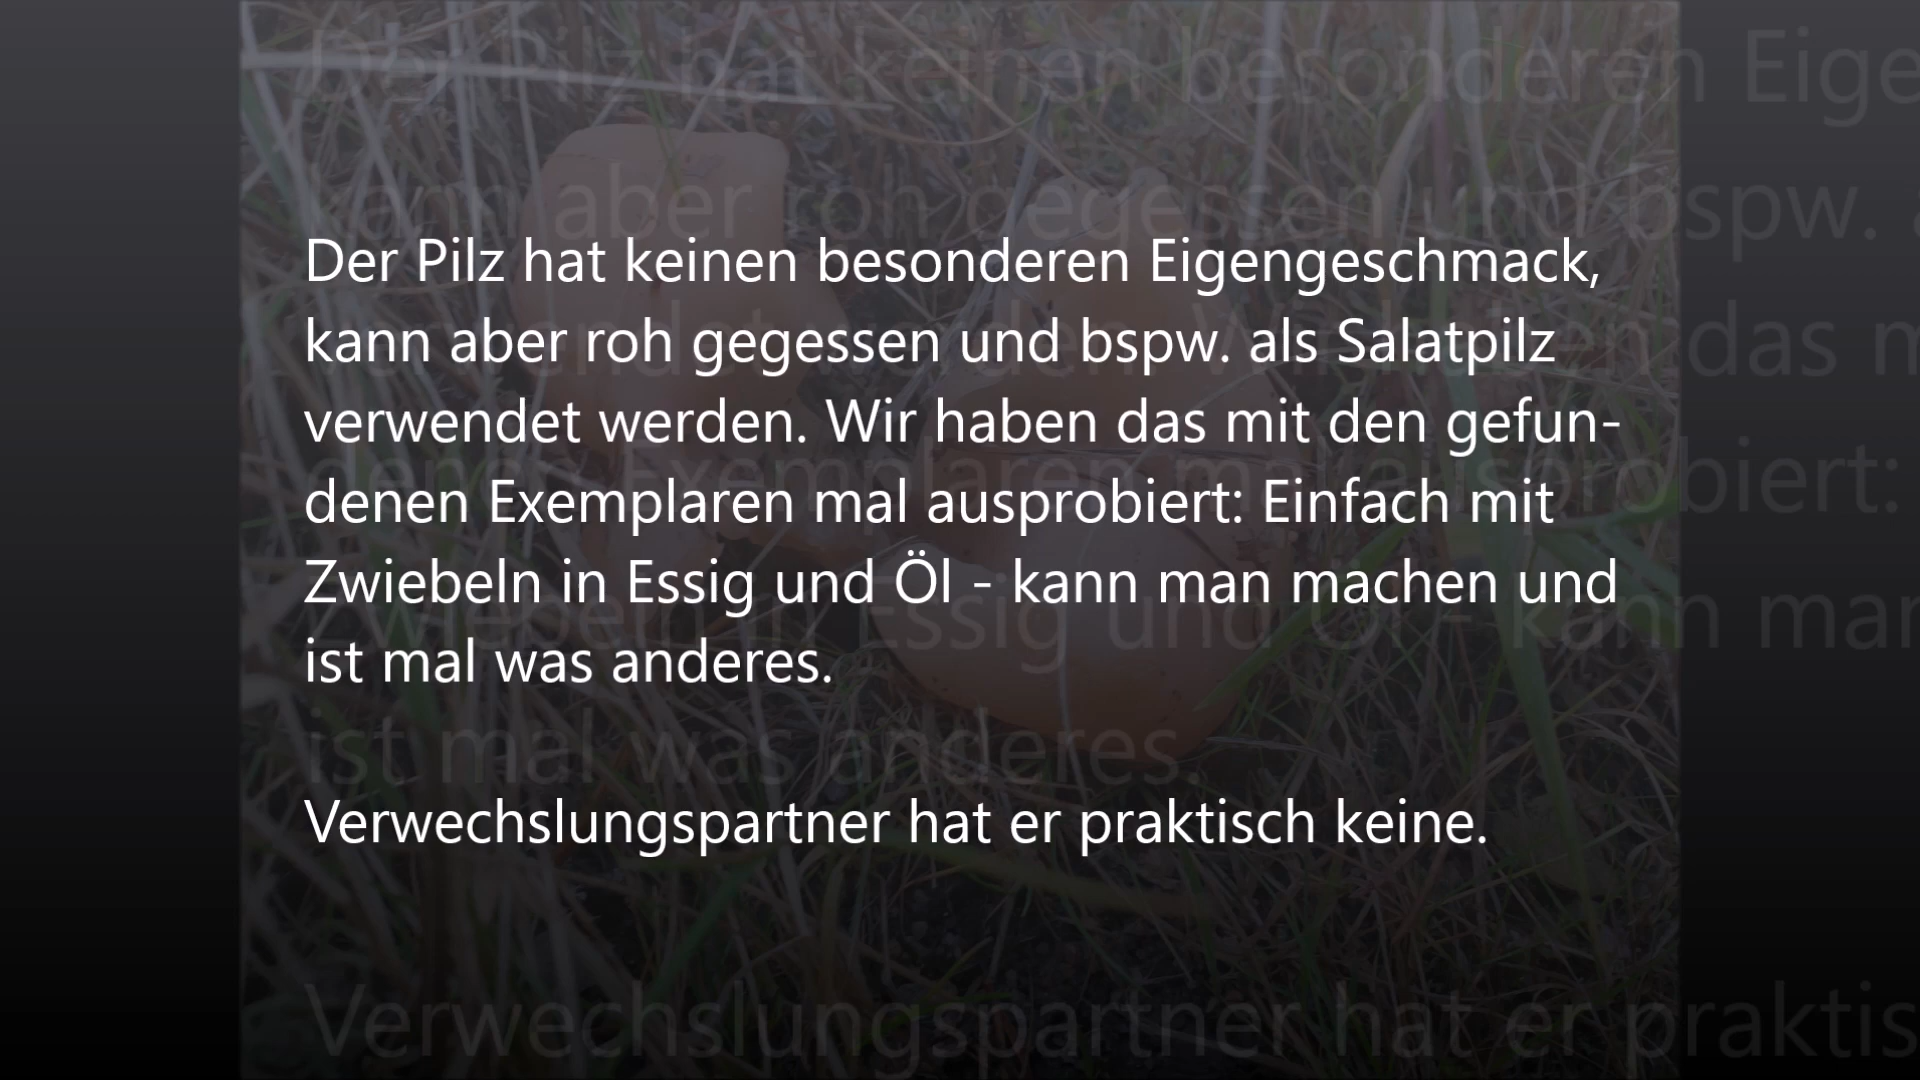 Der Pilz hat keinen besonderen Eigengeschmack,
kann aber roh gegessen und bspw. als Salatpilz
verwendet werden. Wir haben das mit den gefun-
denen Exemplaren mal ausprobiert: Einfach mit
Zwiebeln in Essig und Öl - kann man machen und
ist mal was anderes.
Verwechslungspartner hat er praktisch keine.